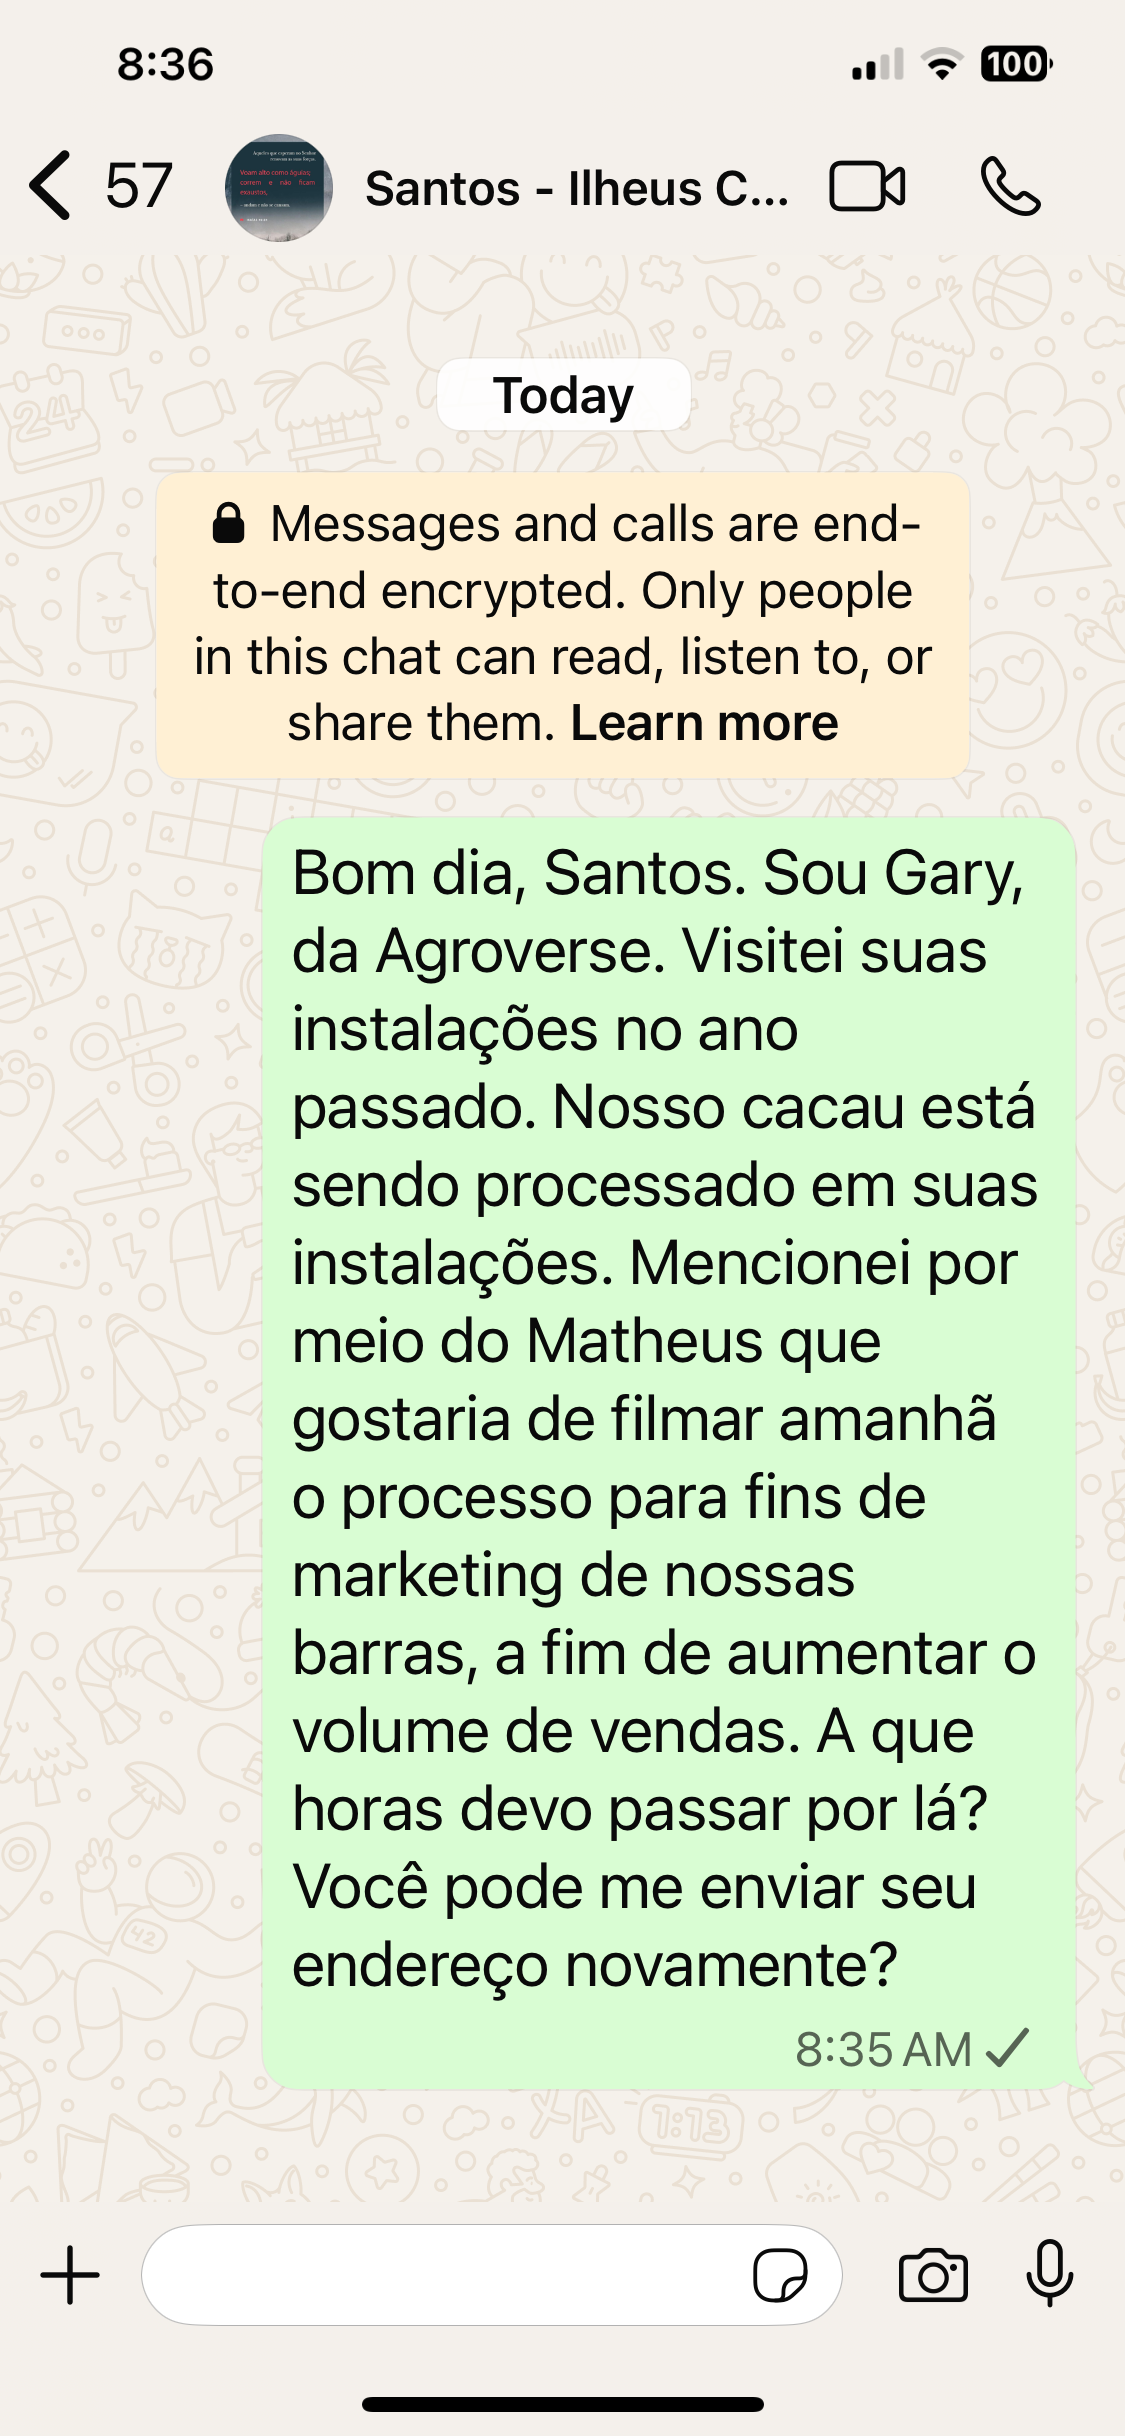 8:36
100
57
Santos - Ilheus C...
Today
Messages and calls are end-
to-end encrypted. Only people
in this chat can read, listen to, or
share them. Learn more
Bom dia, Santos. Sou Gary,
da Agroverse. Visitei suas
instalações no ano
passado. Nosso cacau está
sendo processado em suas
instalações. Mencionei por
meio do Matheus que
gostaria de filmar amanhã
o processo para fins de
marketing de nossas
barras, a fim de aumentar o
volume de vendas. A que
horas devo passar por lá?
Você pode me enviar seu
endereço novamente?
8:35 AM